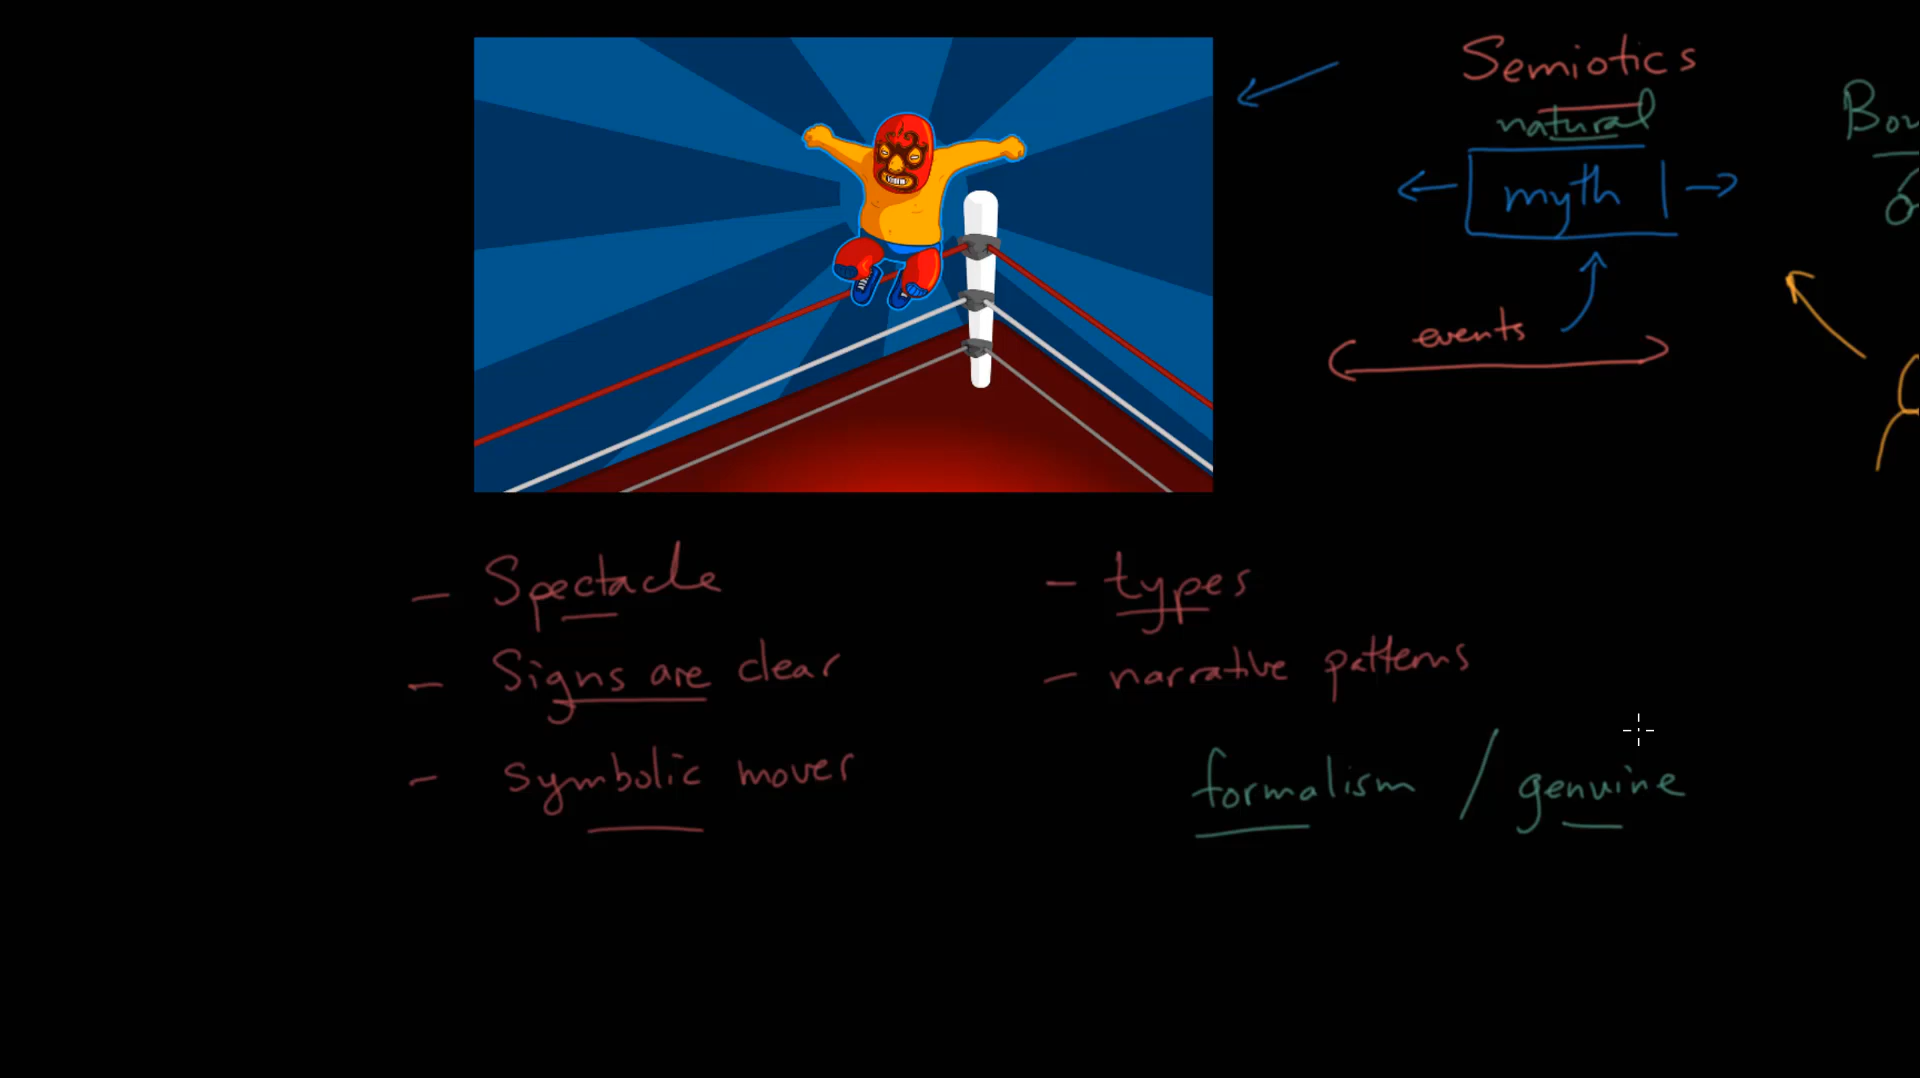 Semiotics
natural
myth
events
- Spectacle
- Signs are clear
- symbolic mover
- types
- narrative patterns
formalism / genuine